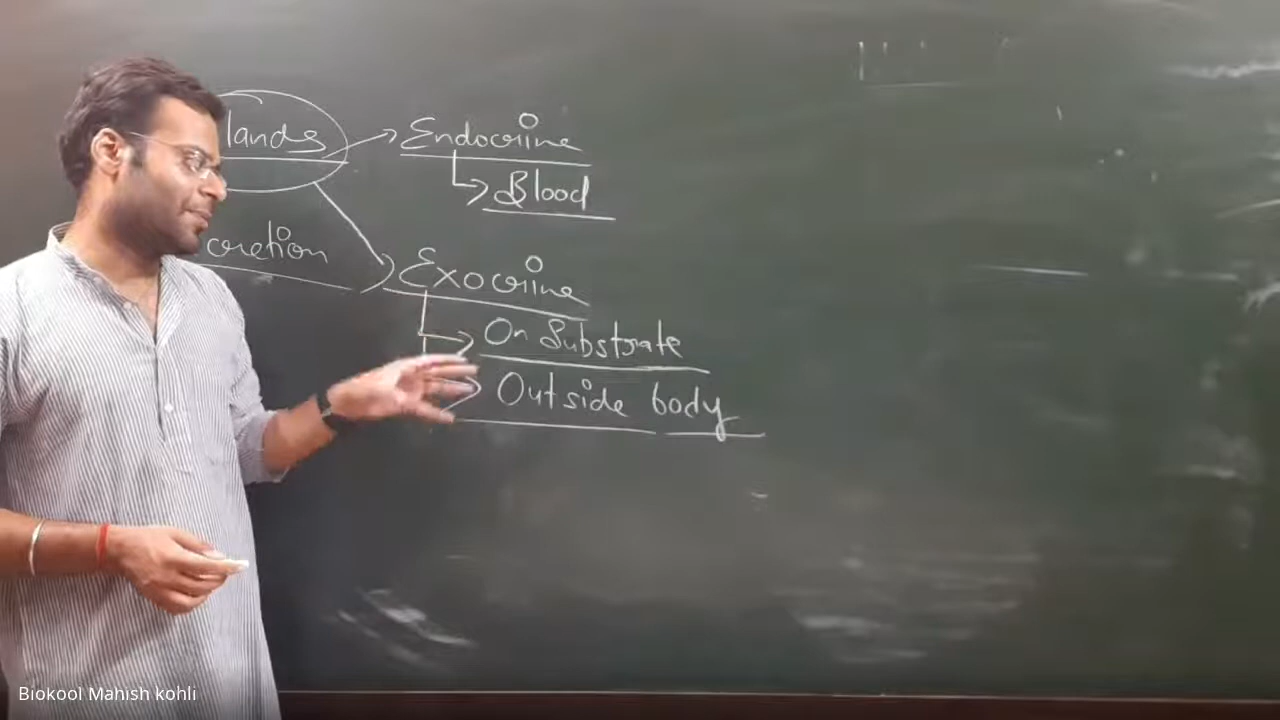 lands
Endocrine
Blood
cretion
Exocrine
On Substrate
Outside body
Biokool Mahish kohli